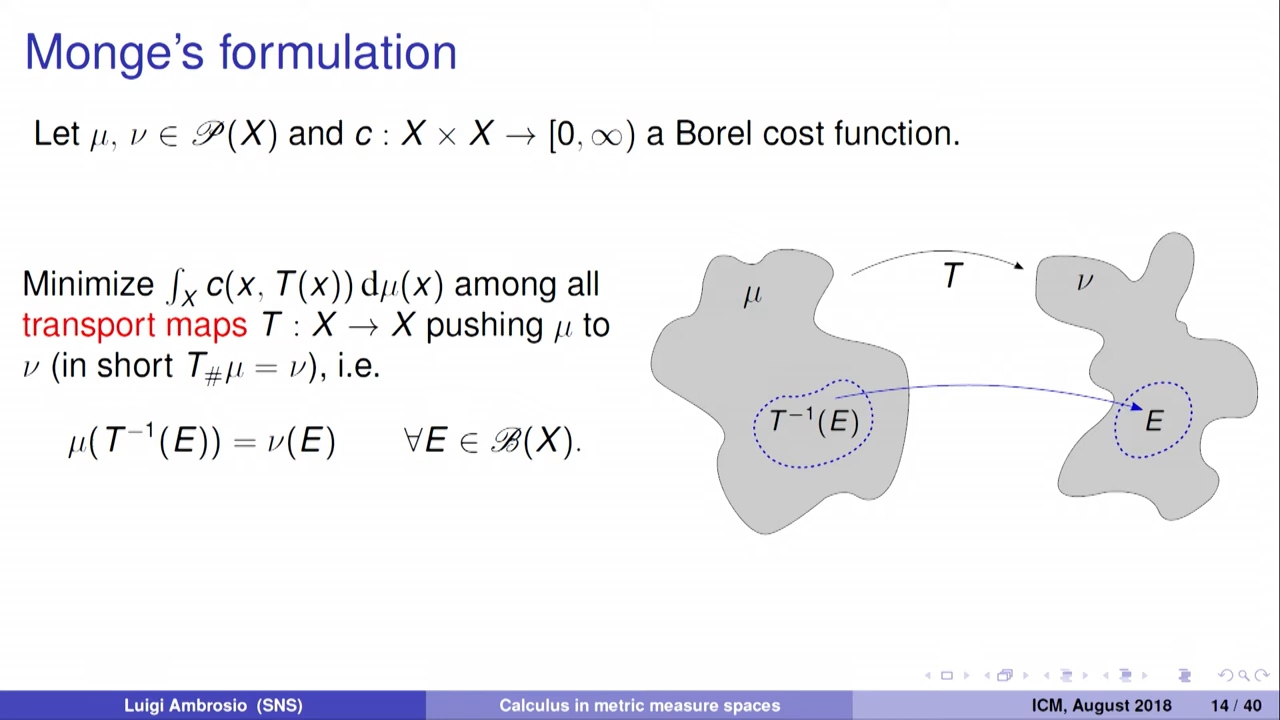 Monge's formulation
Let μ, ν ∈ 𝒫(X) and c : X × X → [0, ∞) a Borel cost function.
Minimize ∫_X c(x, T(x)) dμ(x) among all
transport maps T : X → X pushing μ to
ν (in short T_#μ = ν), i.e.
μ(T⁻¹(E)) = ν(E) ∀E ∈ ℬ(X).
μ
T
ν
T⁻¹(E)
E
Luigi Ambrosio (SNS)
Calculus in metric measure spaces
ICM, August 2018
14 / 40